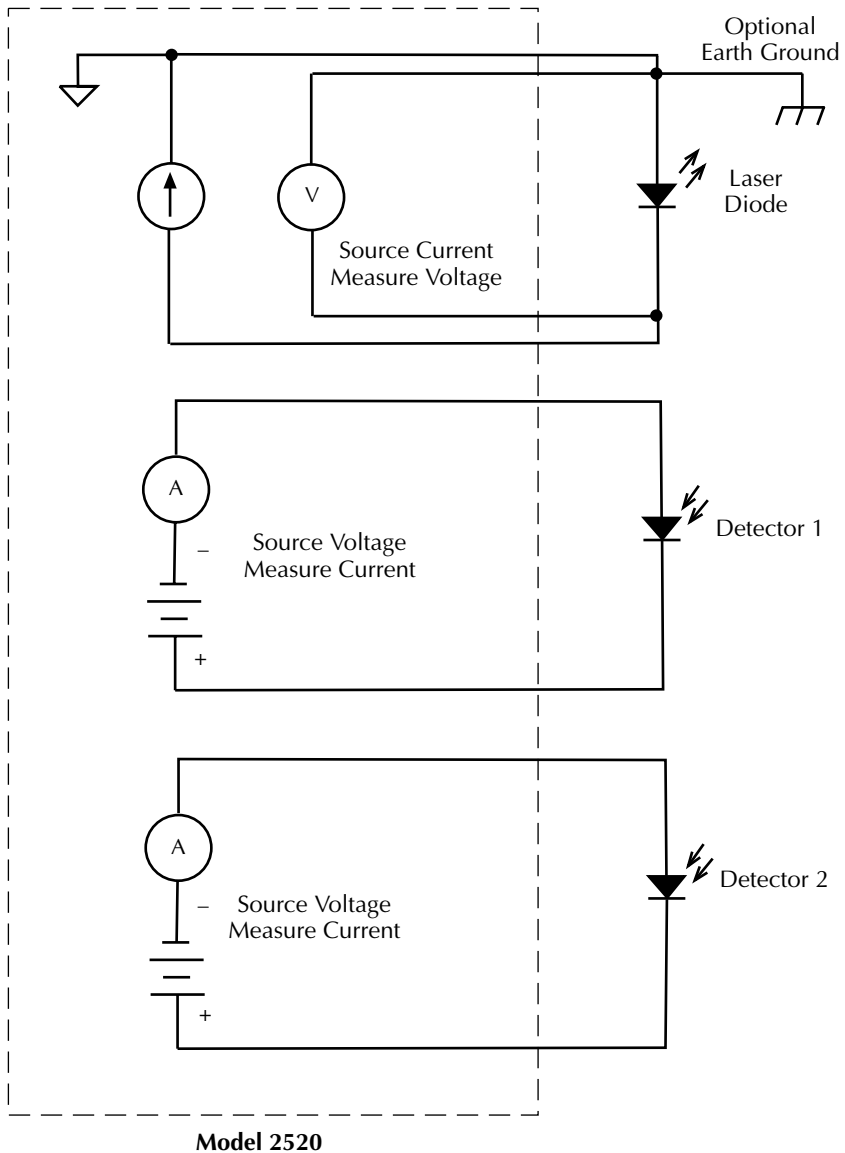 Optional
Earth Ground
V
Laser
Diode
Source Current
Measure Voltage
A
–
Source Voltage
Measure Current
+
Detector 1
A
–
Source Voltage
Measure Current
+
Detector 2
Model 2520